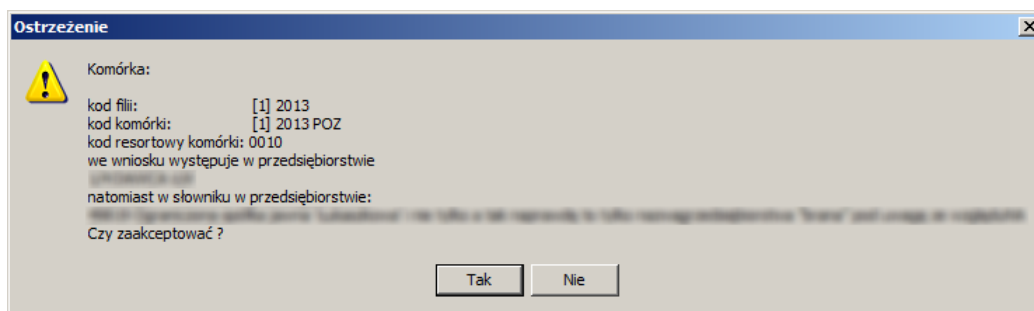 Ostrzeżenie
Komórka:
kod filii: [1] 2013
kod komórki: [1] 2013 POZ
kod resortowy komórki: 0010
we wniosku występuje w przedsiębiorstwie
natomiast w słowniku w przedsiębiorstwie:
Czy zaakceptować ?
Tak Nie